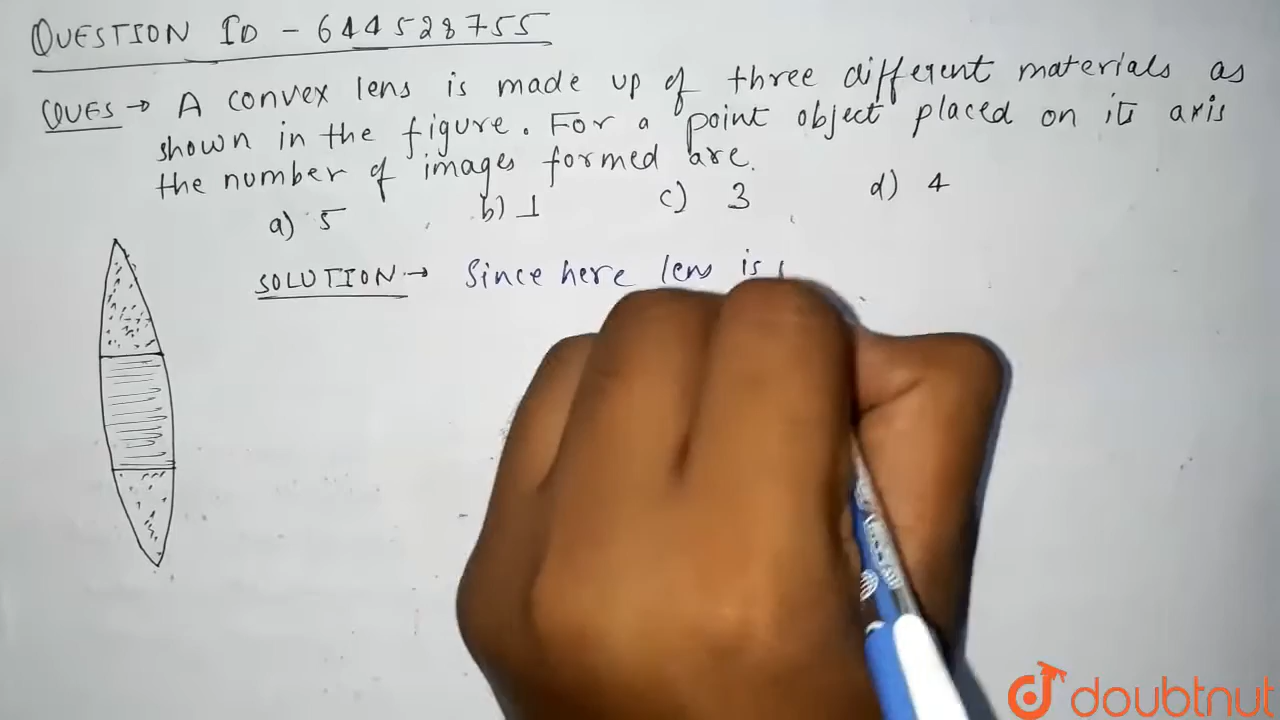 QUESTION ID - 644528755
QUES → A convex lens is made up of three different materials as
shown in the figure. For a point object placed on its axis
the number of images formed are.
a) 5 b) 1 c) 3 d) 4
SOLUTION → Since here lens is
doubtnut